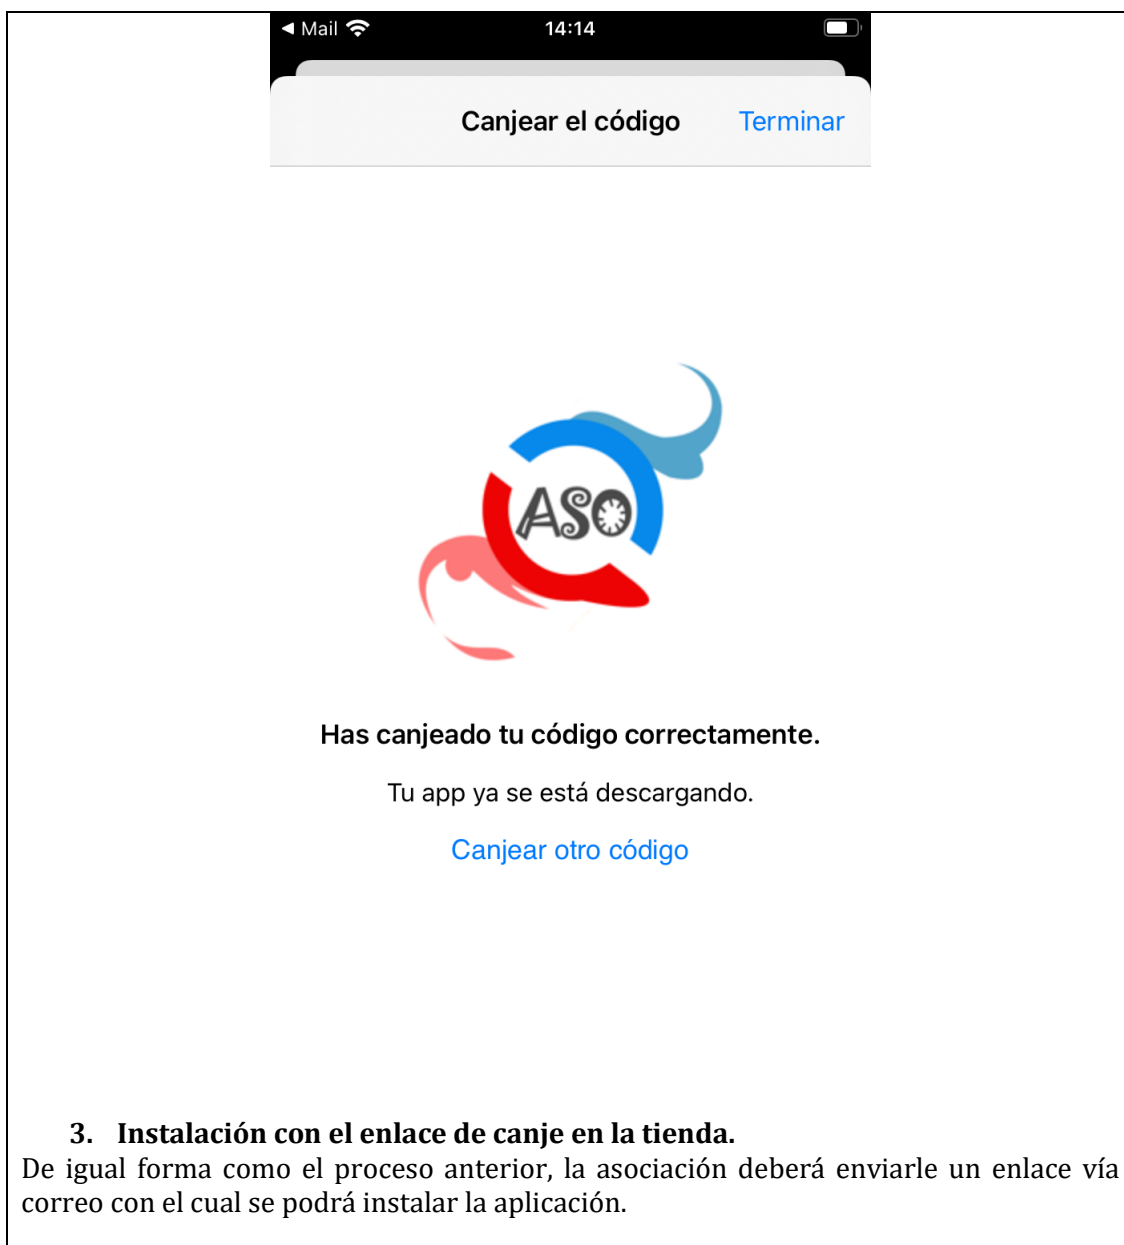 ◀ Mail 14:14
Canjear el código Terminar
ASO
Has canjeado tu código correctamente.
Tu app ya se está descargando.
Canjear otro código
3. Instalación con el enlace de canje en la tienda.
De igual forma como el proceso anterior, la asociación deberá enviarle un enlace vía
correo con el cual se podrá instalar la aplicación.